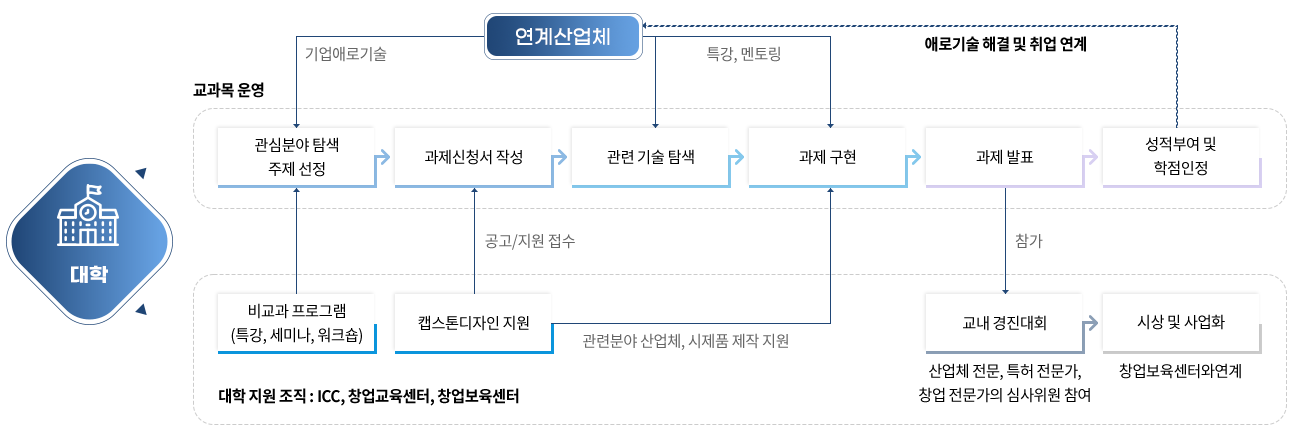 연계산업체
애로기술 해결 및 취업 연계
기업애로기술
특강, 멘토링
교과목 운영
관심분야 탐색
주제 선정
과제신청서 작성
관련 기술 탐색
과제 구현
과제 발표
성적부여 및
학점인정
대학
공고/지원 접수
참가
비교과 프로그램
(특강, 세미나, 워크숍)
캡스톤디자인 지원
관련분야 산업체, 시제품 제작 지원
교내 경진대회
시상 및 사업화
산업체 전문, 특허 전문가,
창업 전문가의 심사위원 참여
창업보육센터와연계
대학 지원 조직 : ICC, 창업교육센터, 창업보육센터